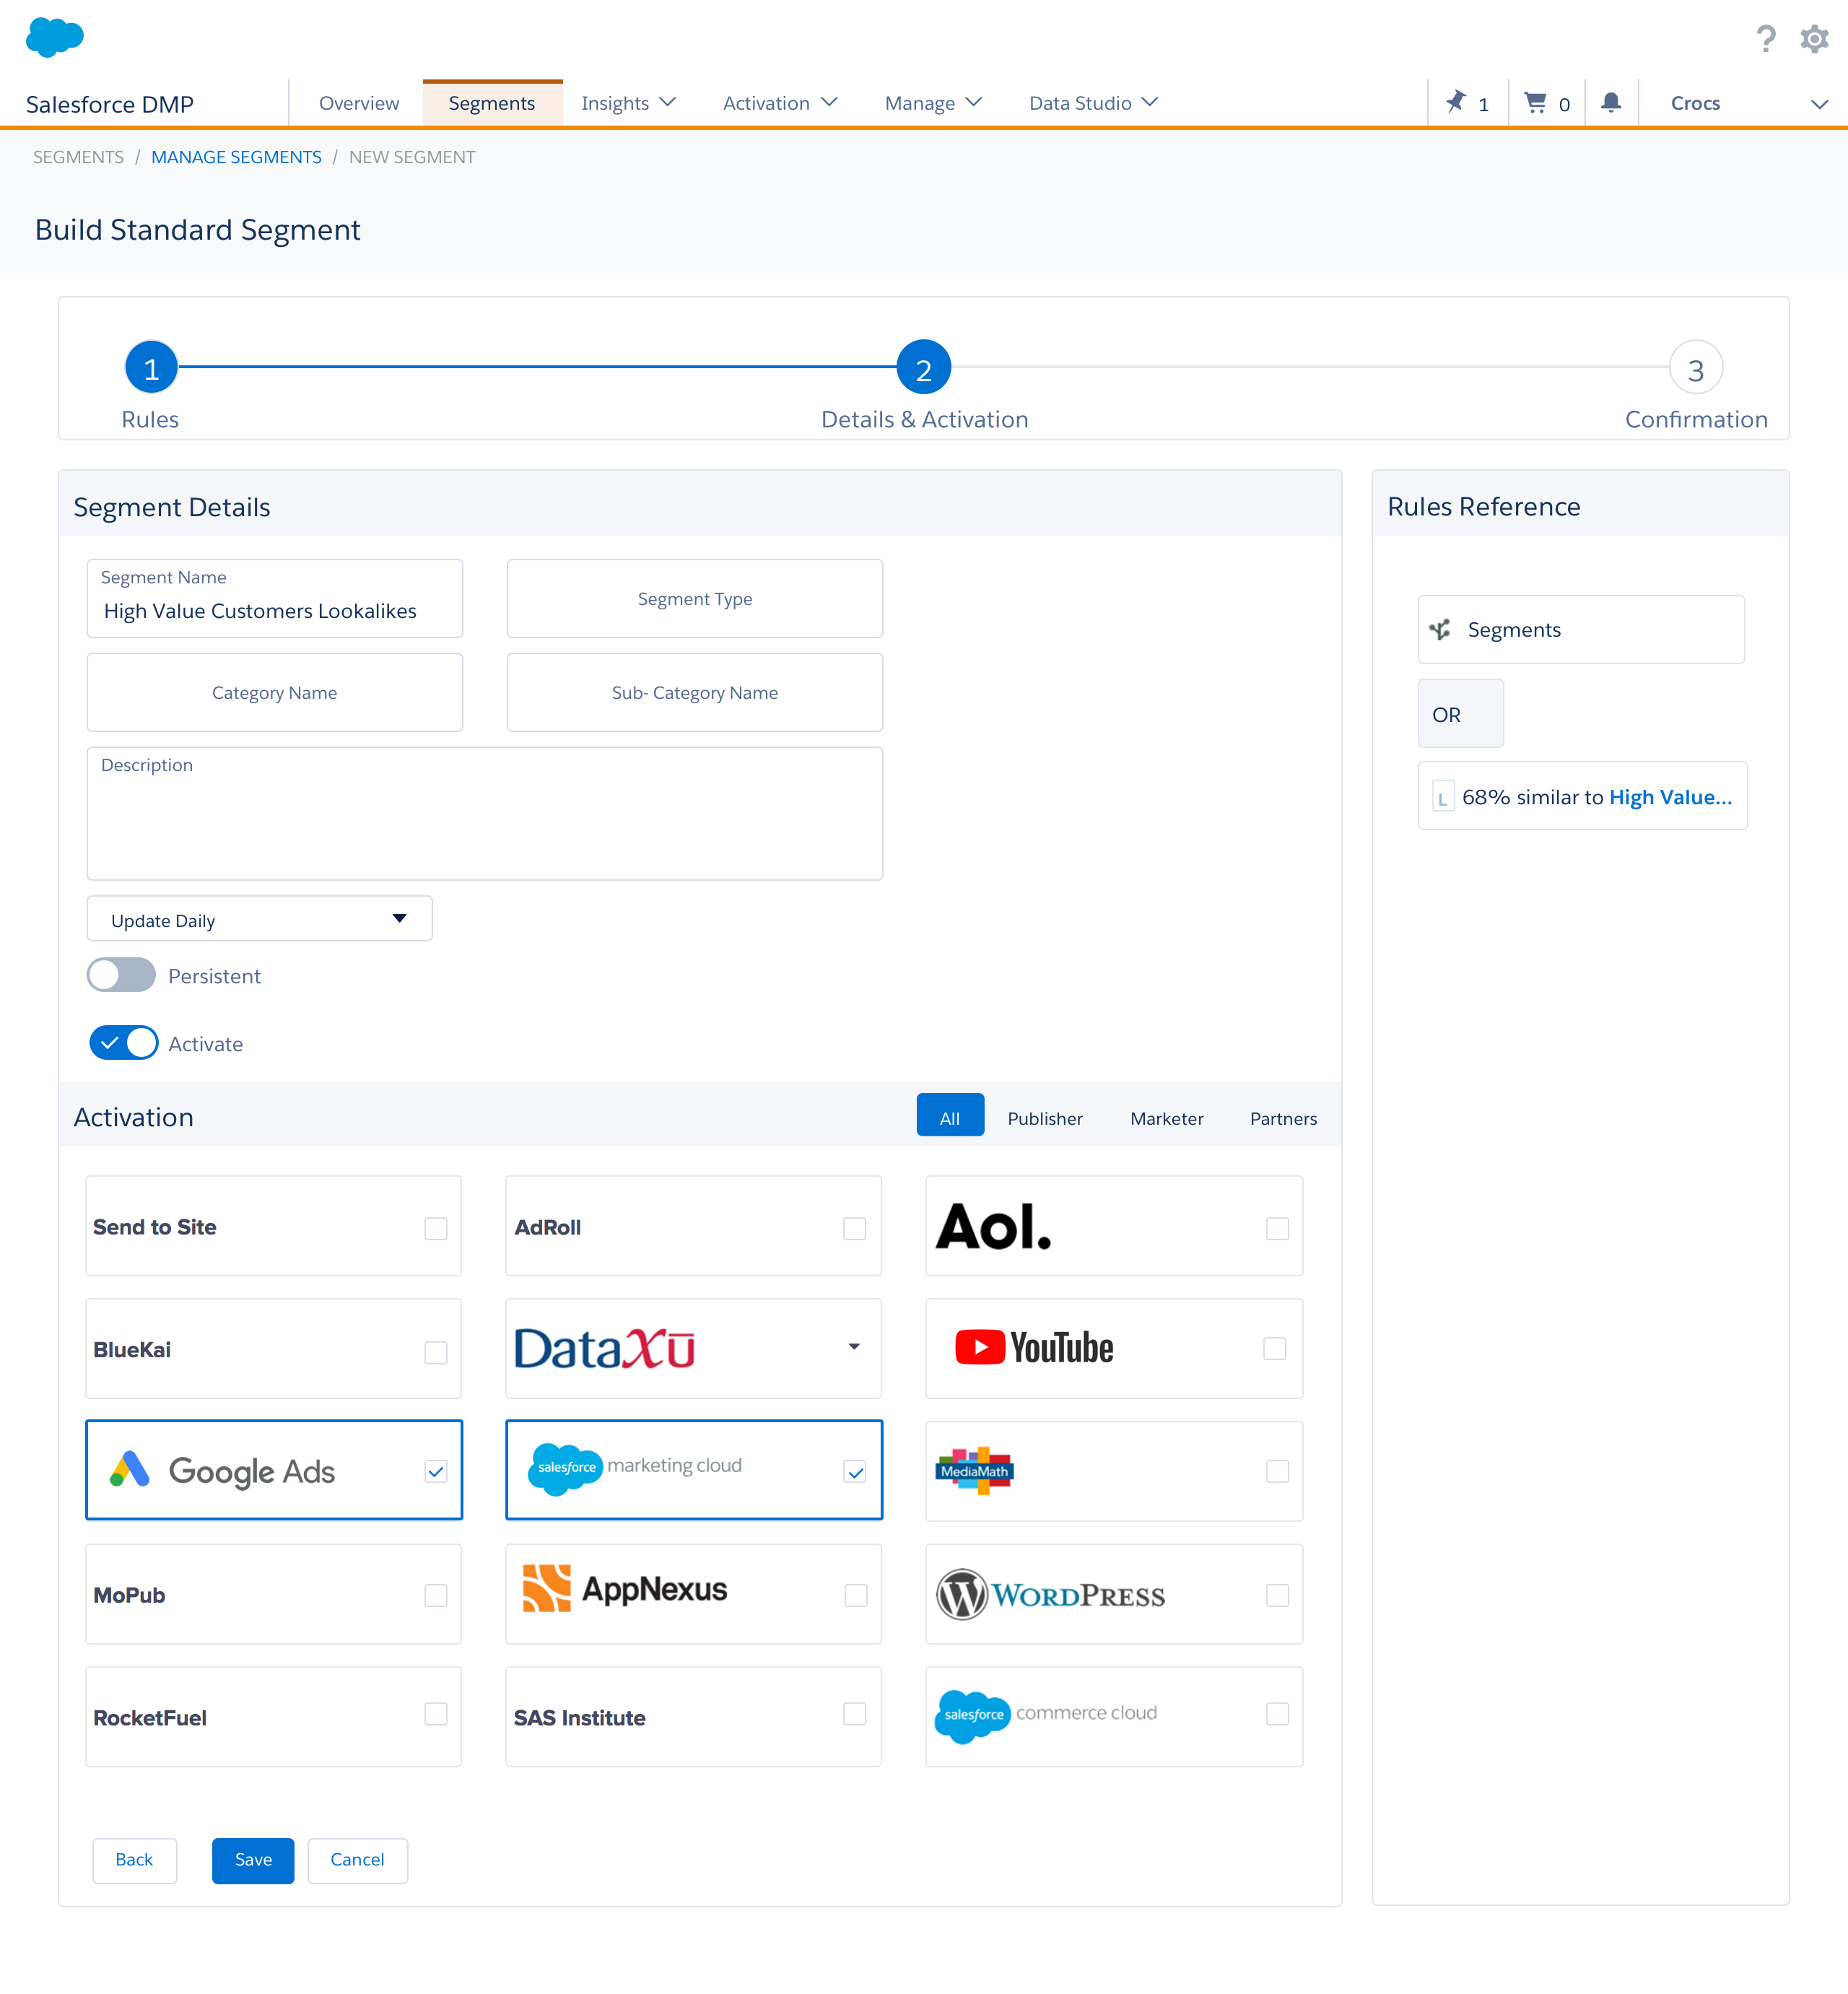 Salesforce DMP
Overview
Segments
Insights
Activation
Manage
Data Studio
1
0
Crocs
SEGMENTS / MANAGE SEGMENTS / NEW SEGMENT
Build Standard Segment
1
2
3
Rules
Details & Activation
Confirmation
Segment Details
Segment Name
High Value Customers Lookalikes
Segment Type
Category Name
Sub- Category Name
Description
Update Daily
Persistent
Activate
Rules Reference
Segments
OR
L 68% similar to High Value...
Activation
All
Publisher
Marketer
Partners
Send to Site
AdRoll
Aol.
BlueKai
DataXū
YouTube
Google Ads
salesforce marketing cloud
MediaMath
MoPub
AppNexus
WORDPRESS
RocketFuel
SAS Institute
salesforce commerce cloud
Back
Save
Cancel